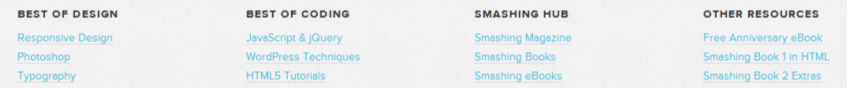 BEST OF DESIGN
Responsive Design
Photoshop
Typography
BEST OF CODING
JavaScript & jQuery
WordPress Techniques
HTML5 Tutorials
SMASHING HUB
Smashing Magazine
Smashing Books
Smashing eBooks
OTHER RESOURCES
Free Anniversary eBook
Smashing Book 1 in HTML
Smashing Book 2 Extras